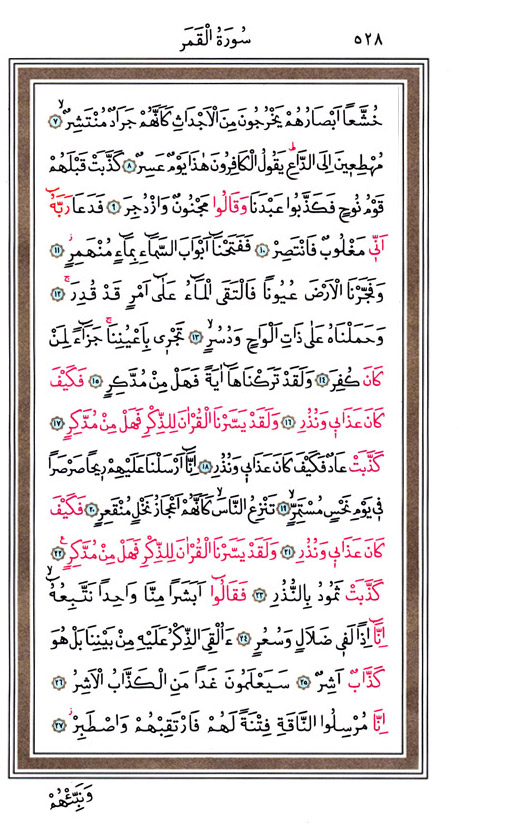 ٥٢٨ سُورَةُ الْقَمَرِ
خُشَّعًا اَبْصَارُهُمْ يَخْرُجُونَ مِنَ الْاَجْدَاثِ كَاَنَّهُمْ جَرَادٌ مُنْتَشِرٌۙ ﴿٧﴾
مُهْطِع۪ينَ اِلَى الدَّاعِۜ يَقُولُ الْكَافِرُونَ هٰذَا يَوْمٌ عَسِرٌ ﴿٨﴾ كَذَّبَتْ قَبْلَهُمْ
قَوْمُ نُوحٍ فَكَذَّبُوا عَبْدَنَا وَقَالُوا مَجْنُونٌ وَازْدُجِرَ ﴿٩﴾ فَدَعَا رَبَّهُٓ
اَنّ۪ي مَغْلُوبٌ فَانْتَصِرْ ﴿١٠﴾ فَفَتَحْنَٓا اَبْوَابَ السَّمَٓاءِ بِمَٓاءٍ مُنْهَمِرٍۘ ﴿١١﴾
وَفَجَّرْنَا الْاَرْضَ عُيُونًا فَالْتَقَى الْمَٓاءُ عَلٰٓى اَمْرٍ قَدْ قُدِرَۚ ﴿١٢﴾
وَحَمَلْنَاهُ عَلٰى ذَاتِ اَلْوَاحٍ وَدُسُرٍۙ ﴿١٣﴾ تَجْر۪ي بِاَعْيُنِنَاۚ جَزَٓاءً لِمَنْ
كَانَ كُفِرَ ﴿١٤﴾ وَلَقَدْ تَرَكْنَاهَٓا اٰيَةً فَهَلْ مِنْ مُدَّكِرٍ ﴿١٥﴾ فَكَيْفَ
كَانَ عَذَاب۪ي وَنُذُرِ ﴿١٦﴾ وَلَقَدْ يَسَّرْنَا الْقُرْاٰنَ لِلذِّكْرِ فَهَلْ مِنْ مُدَّكِرٍ ﴿١٧﴾
كَذَّبَتْ عَادٌ فَكَيْفَ كَانَ عَذَاب۪ي وَنُذُرِ ﴿١٨﴾ اِنَّٓا اَرْسَلْنَا عَلَيْهِمْ ر۪يحًا صَرْصَرًا
ف۪ي يَوْمِ نَحْسٍ مُسْتَمِرٍّۙ ﴿١٩﴾ تَنْزِعُ النَّاسَۙ كَاَنَّهُمْ اَعْجَازُ نَخْلٍ مُنْقَعِرٍ ﴿٢٠﴾ فَكَيْفَ
كَانَ عَذَاب۪ي وَنُذُرِ ﴿٢١﴾ وَلَقَدْ يَسَّرْنَا الْقُرْاٰنَ لِلذِّكْرِ فَهَلْ مِنْ مُدَّكِرٍ۟ ﴿٢٢﴾
كَذَّبَتْ ثَمُودُ بِالنُّذُرِ ﴿٢٣﴾ فَقَالُٓوا اَبَشَرًا مِنَّا وَاحِدًا نَتَّبِعُهُٓۙ
اِنَّٓا اِذًا لَف۪ي ضَلَالٍ وَسُعُرٍ ﴿٢٤﴾ ءَاُلْقِيَ الذِّكْرُ عَلَيْهِ مِنْ بَيْنِنَا بَلْ هُوَ
كَذَّابٌ اَشِرٌ ﴿٢٥﴾ سَيَعْلَمُونَ غَدًا مَنِ الْكَذَّابُ الْاَشِرُ ﴿٢٦﴾
اِنَّا مُرْسِلُوا النَّاقَةِ فِتْنَةً لَهُمْ فَارْتَقِبْهُمْ وَاصْطَبِرْۘ ﴿٢٧﴾
وَنَبِّئْهُمْ